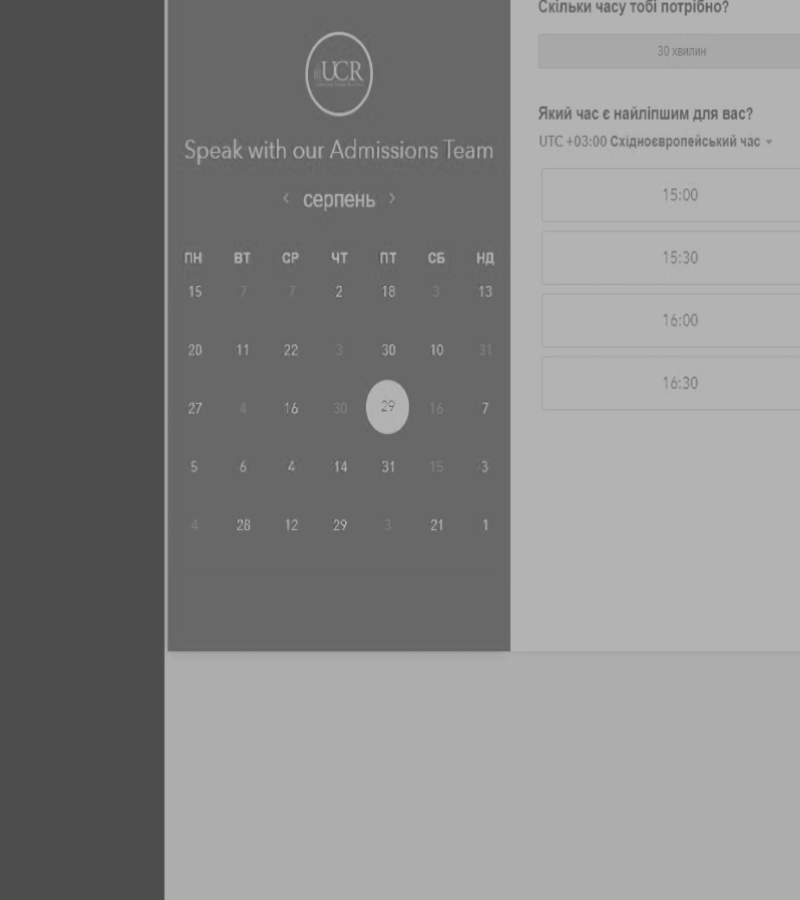 UCR
Speak with our Admissions Team
серпень
ПН ВТ СР ЧТ ПТ СБ НД
15 7 7 2 18 3 13
20 11 22 3 30 10 31
27 4 16 30 29 16 7
5 6 4 14 31 15 3
4 28 12 29 3 21 1
Скільки часу тобі потрібно?
30 хвилин
Який час є найліпшим для вас?
UTC +03:00 Східноєвропейський час
15:00
15:30
16:00
16:30